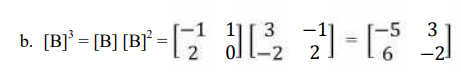 b. [B]³ = [B] [B]² = [−1 1; 2 0] [3 −1; −2 2] = [−5 3; 6 −2]